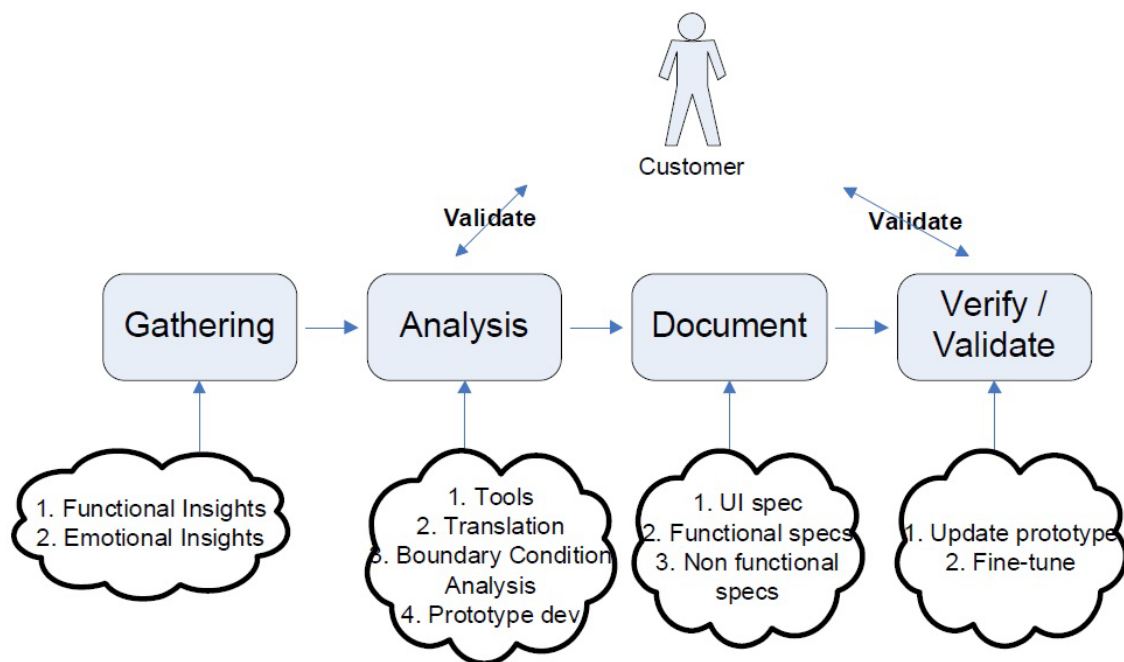 Customer
Validate
Validate
Gathering
Analysis
Document
Verify /
Validate
1. Functional Insights
2. Emotional Insights
1. Tools
2. Translation
3. Boundary Condition
Analysis
4. Prototype dev
1. UI spec
2. Functional specs
3. Non functional
specs
1. Update prototype
2. Fine-tune